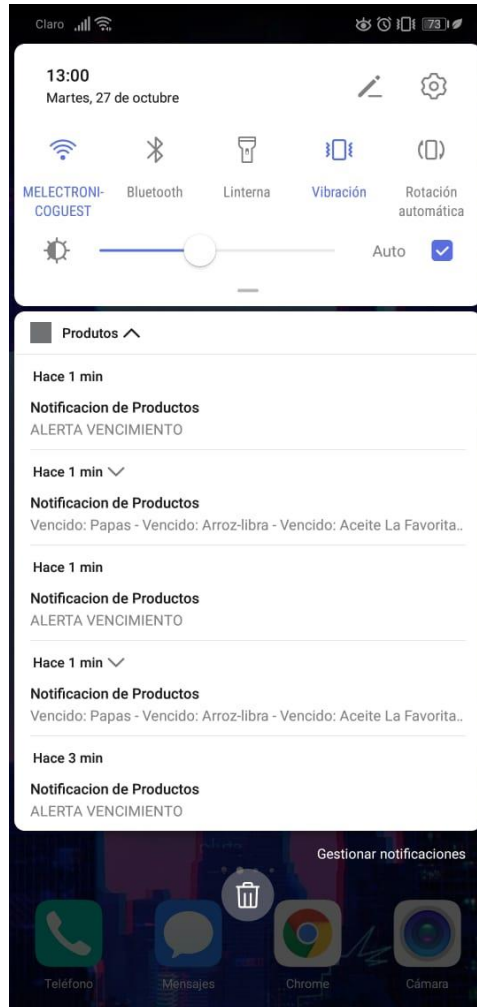 Claro
73
13:00
Martes, 27 de octubre
MELECTRONI-
COGUEST
Bluetooth
Linterna
Vibración
Rotación
automática
Auto
Produtos
Hace 1 min
Notificacion de Productos
ALERTA VENCIMIENTO
Hace 1 min
Notificacion de Productos
Vencido: Papas - Vencido: Arroz-libra - Vencido: Aceite La Favorita..
Hace 1 min
Notificacion de Productos
ALERTA VENCIMIENTO
Hace 1 min
Notificacion de Productos
Vencido: Papas - Vencido: Arroz-libra - Vencido: Aceite La Favorita..
Hace 3 min
Notificacion de Productos
ALERTA VENCIMIENTO
Gestionar notificaciones
Teléfono
Mensajes
Chrome
Cámara